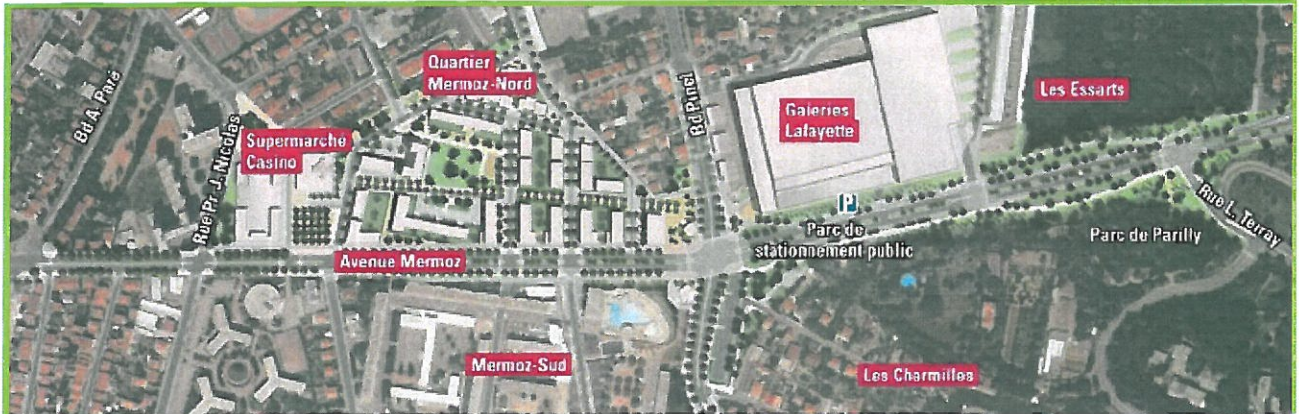 Bd A. Paré
Rue Pr. J. Nicolas
Supermarché
Casino
Quartier
Mermoz-Nord
Bd Pinel
Galeries
Lafayette
Les Essarts
P
Parc de
stationnement public
Parc de Parilly
Rue L. Terray
Avenue Mermoz
Mermoz-Sud
Les Charmilles